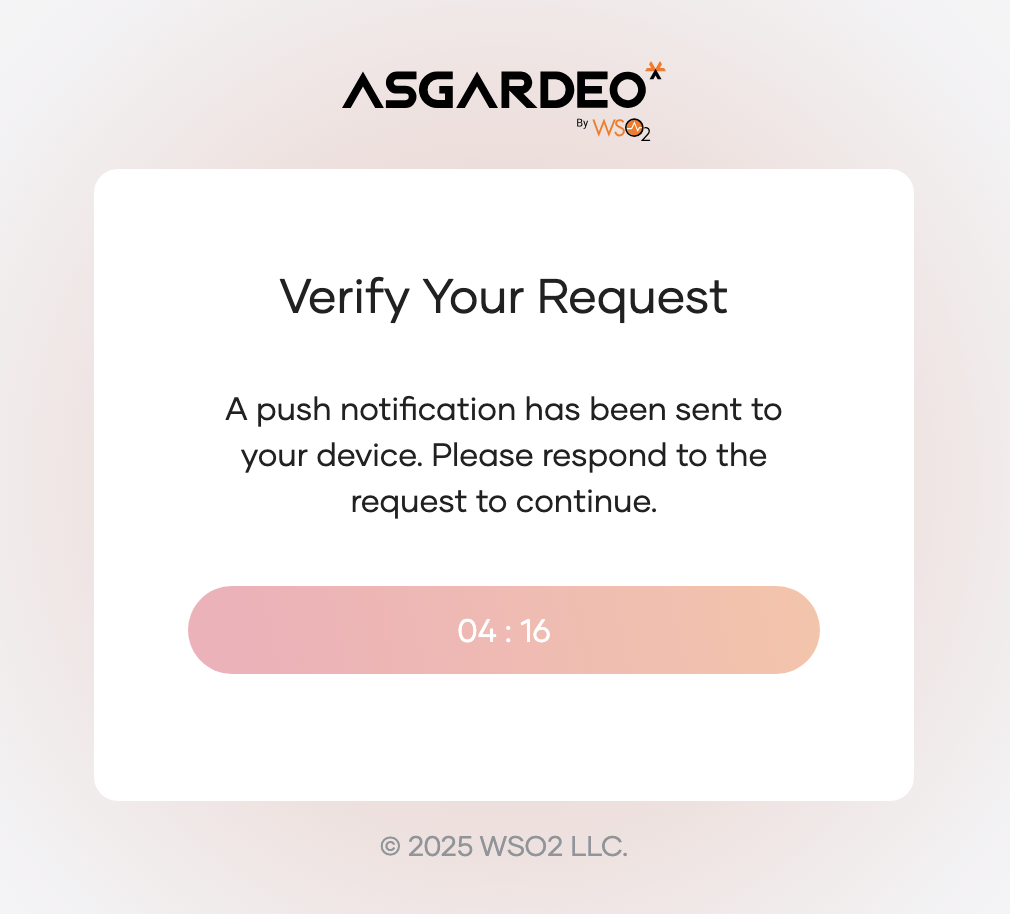 ASGARDEO
By WSO2
Verify Your Request
A push notification has been sent to
your device. Please respond to the
request to continue.
04 : 16
© 2025 WSO2 LLC.